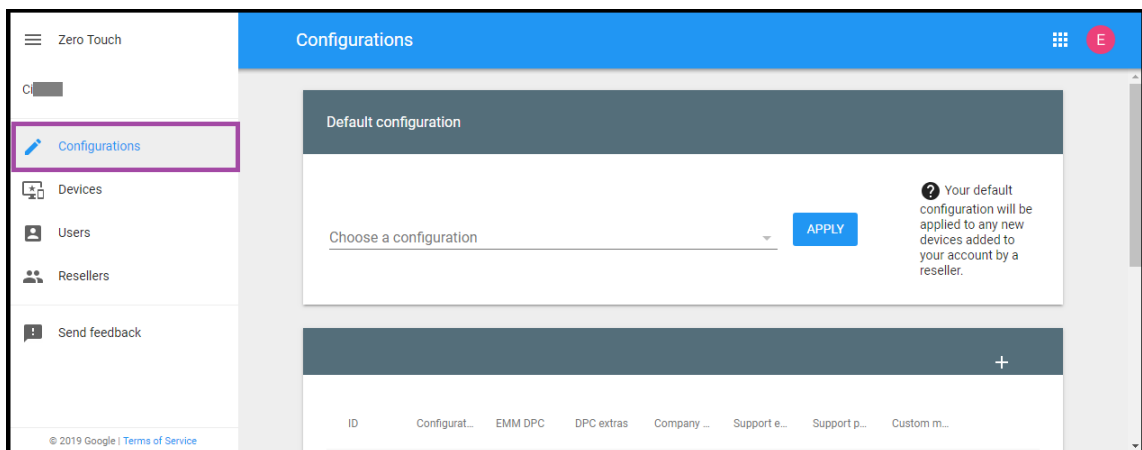 Zero Touch
Configurations
E
Ci
Configurations
Devices
Users
Resellers
Send feedback
© 2019 Google | Terms of Service
Default configuration
Choose a configuration
APPLY
? Your default
configuration will be
applied to any new
devices added to
your account by a
reseller.
+
ID Configurat... EMM DPC DPC extras Company ... Support e... Support p... Custom m...